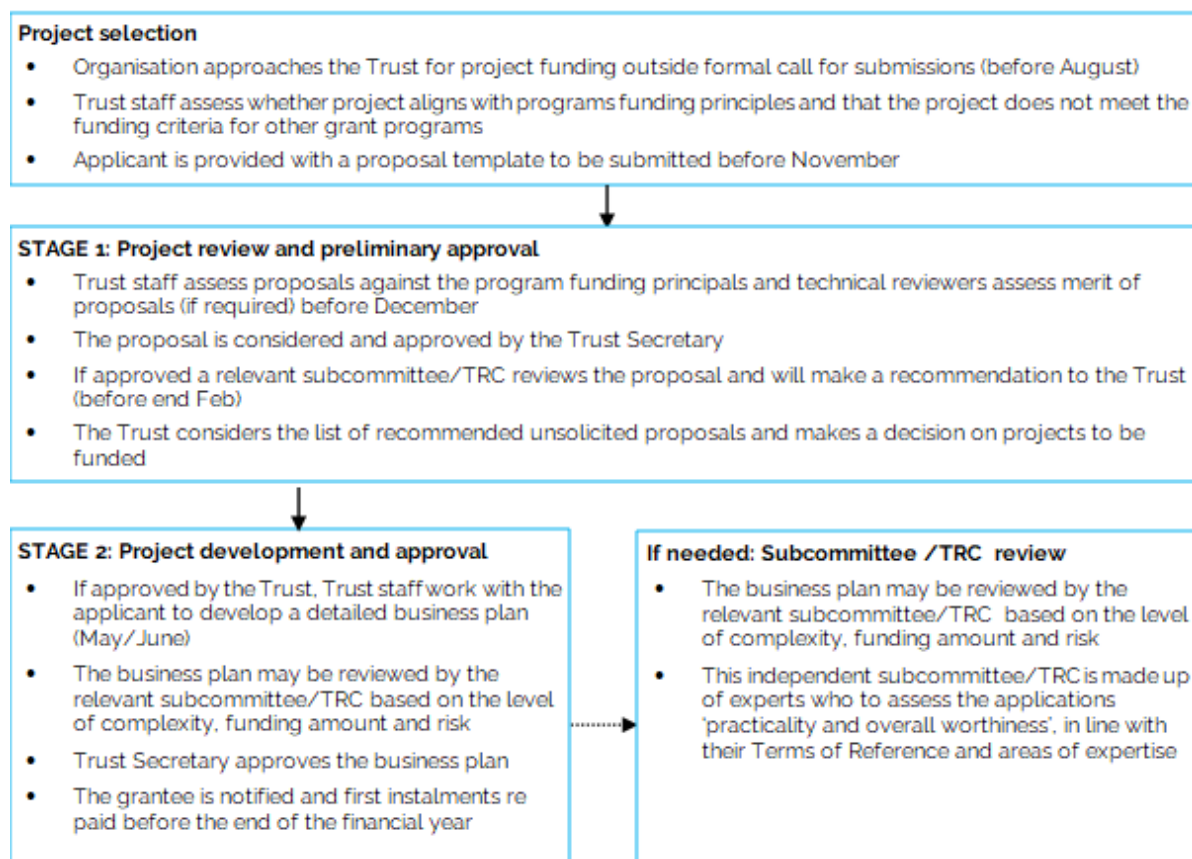 Project selection
• Organisation approaches the Trust for project funding outside formal call for submissions (before August)
• Trust staff assess whether project aligns with programs funding principles and that the project does not meet the
funding criteria for other grant programs
• Applicant is provided with a proposal template to be submitted before November
STAGE 1: Project review and preliminary approval
• Trust staff assess proposals against the program funding principals and technical reviewers assess merit of
proposals (if required) before December
• The proposal is considered and approved by the Trust Secretary
• If approved a relevant subcommittee/TRC reviews the proposal and will make a recommendation to the Trust
(before end Feb)
• The Trust considers the list of recommended unsolicited proposals and makes a decision on projects to be
funded
STAGE 2: Project development and approval
• If approved by the Trust, Trust staff work with the
applicant to develop a detailed business plan
(May/June)
• The business plan may be reviewed by the
relevant subcommittee/TRC based on the level
of complexity, funding amount and risk
• Trust Secretary approves the business plan
• The grantee is notified and first instalments re
paid before the end of the financial year
If needed: Subcommittee /TRC review
• The business plan may be reviewed by the
relevant subcommittee/TRC based on the level
of complexity, funding amount and risk
• This independent subcommittee/TRC is made up
of experts who to assess the applications
'practicality and overall worthiness', in line with
their Terms of Reference and areas of expertise